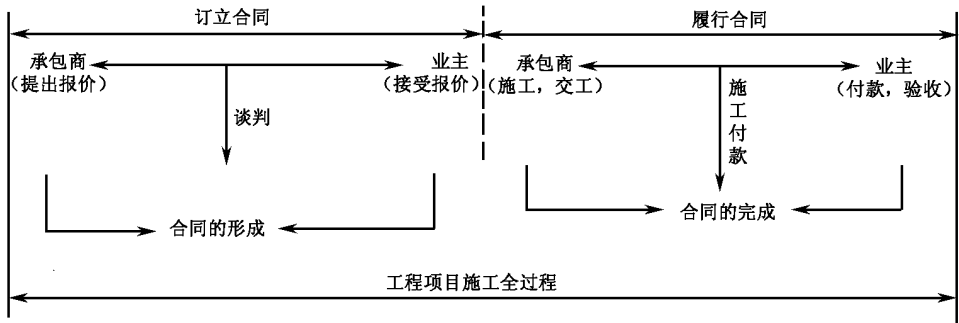 订立合同
履行合同
承包商
(提出报价)
业主
(接受报价)
承包商
(施工，交工)
业主
(付款，验收)
谈判
施工付款
合同的形成
合同的完成
工程项目施工全过程